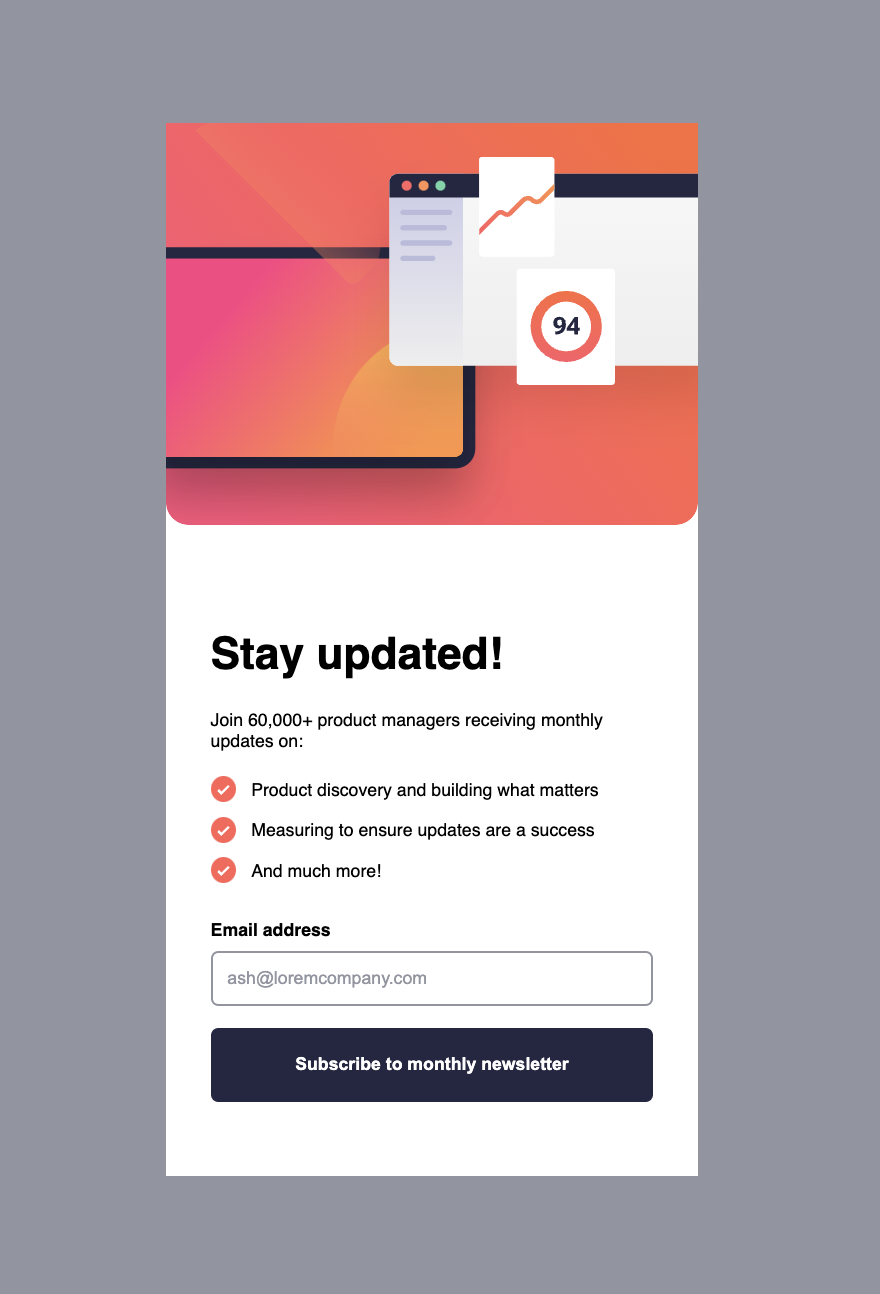 94
Stay updated!
Join 60,000+ product managers receiving monthly
updates on:
Product discovery and building what matters
Measuring to ensure updates are a success
And much more!
Email address
ash@loremcompany.com
Subscribe to monthly newsletter